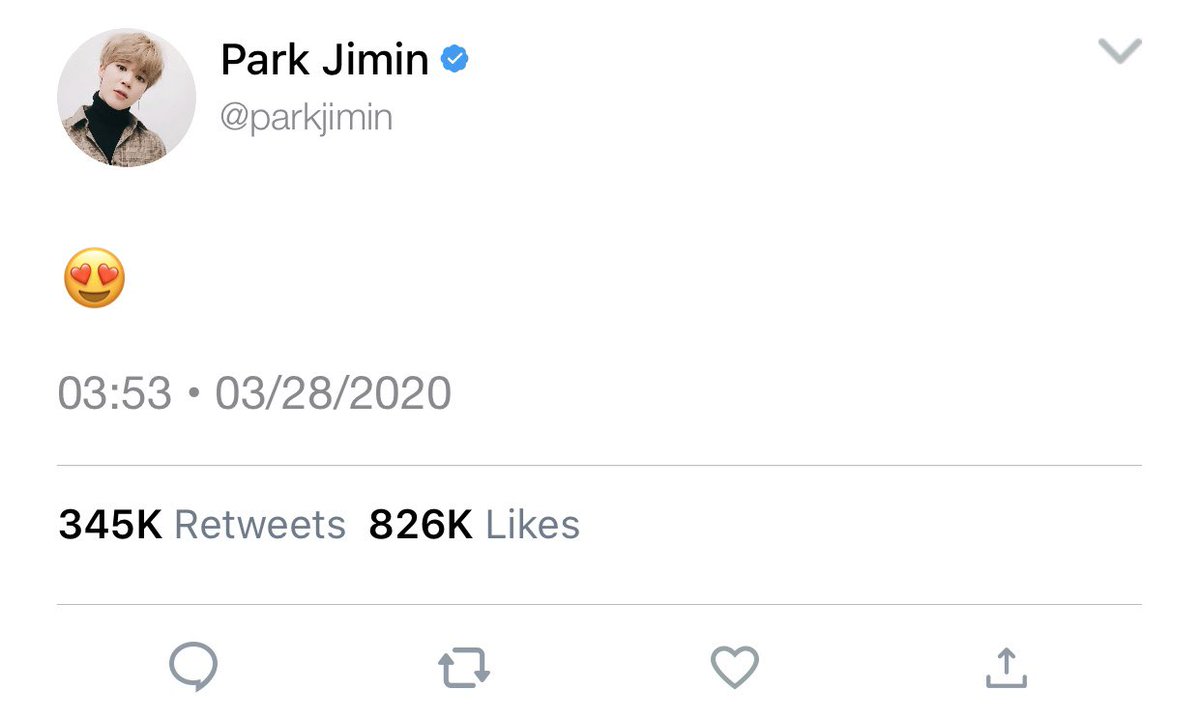 Park Jimin
@parkjimin
😍
03:53 • 03/28/2020
345K Retweets 826K Likes